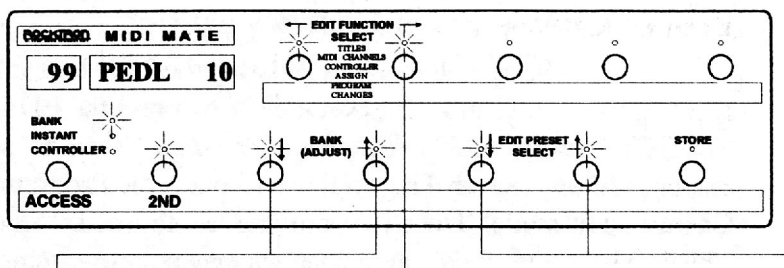 ROCKTRON MIDI MATE
99 PEDL 10
EDIT FUNCTION
SELECT
TITLES
MIDI CHANNELS
CONTROLLER
ASSIGN
PROGRAM
CHANGES
BANK
INSTANT
CONTROLLER
BANK
(ADJUST)
EDIT PRESET
SELECT
STORE
ACCESS 2ND